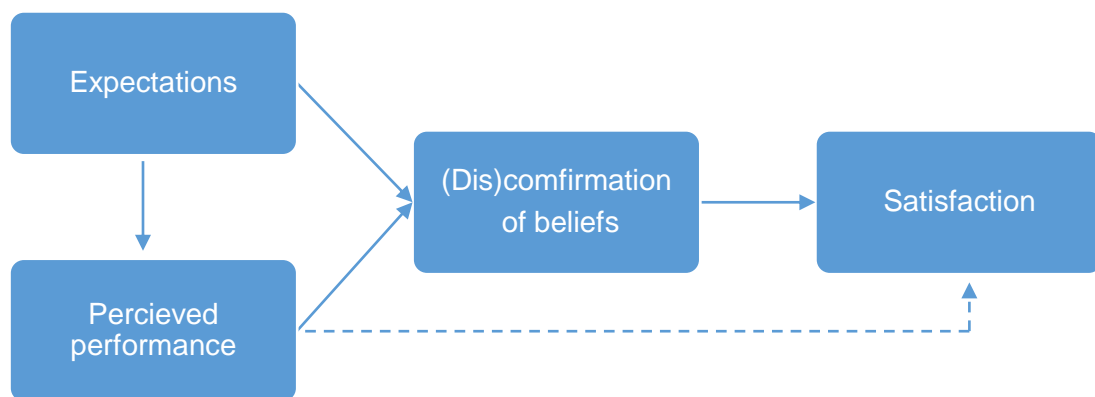 Expectations
(Dis)comfirmation
of beliefs
Satisfaction
Percieved
performance